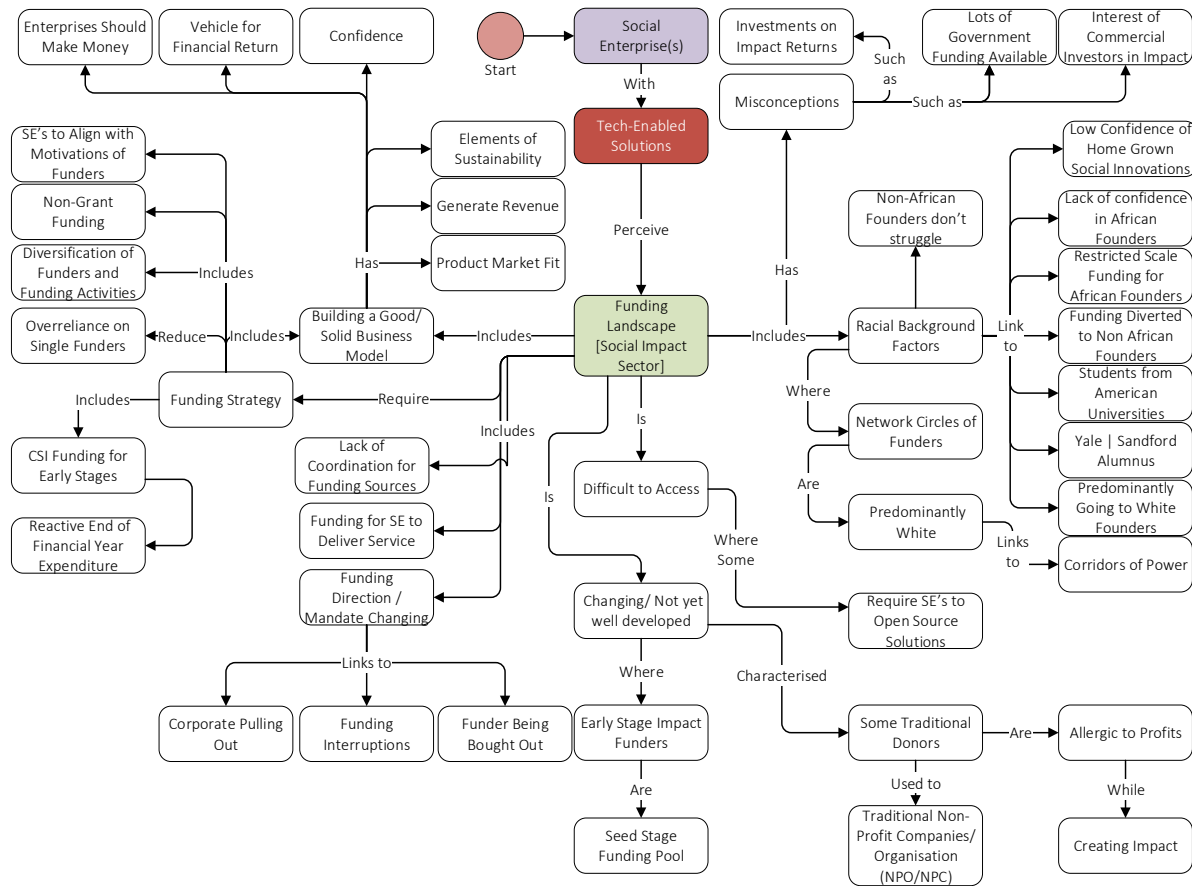 Enterprises Should
Make Money
Vehicle for
Financial Return
Confidence
Start
Social
Enterprise(s)
Investments on
Impact Returns
Lots of
Government
Funding Available
Interest of
Commercial
Investors in Impact
Such
as
With
Misconceptions
Such as
SE's to Align with
Motivations of
Funders
Elements of
Sustainability
Tech-Enabled
Solutions
Low Confidence of
Home Grown
Social Innovations
Non-Grant
Funding
Generate Revenue
Non-African
Founders don't
struggle
Lack of confidence
in African
Founders
Perceive
Diversification of
Funders and
Funding Activities
Includes
Has
Product Market Fit
Has
Restricted Scale
Funding for
African Founders
Overreliance on
Single Funders
Reduce
Includes
Building a Good/
Solid Business
Model
Includes
Funding
Landscape
[Social Impact
Sector]
Includes
Racial Background
Factors
Link
to
Funding Diverted
to Non African
Founders
Includes
Funding Strategy
Require
Where
Students from
American
Universities
CSI Funding for
Early Stages
Includes
Is
Network Circles of
Funders
Yale | Sandford
Alumnus
Lack of
Coordination for
Funding Sources
Is
Difficult to Access
Are
Predominantly
Going to White
Founders
Reactive End of
Financial Year
Expenditure
Funding for SE to
Deliver Service
Where
Some
Predominantly
White
Links
to
Corridors of Power
Funding
Direction /
Mandate Changing
Changing/ Not yet
well developed
Require SE's to
Open Source
Solutions
Links to
Where
Characterised
Corporate Pulling
Out
Funding
Interruptions
Funder Being
Bought Out
Early Stage Impact
Funders
Some Traditional
Donors
Are
Allergic to Profits
Are
Used to
While
Seed Stage
Funding Pool
Traditional Non-
Profit Companies/
Organisation
(NPO/NPC)
Creating Impact